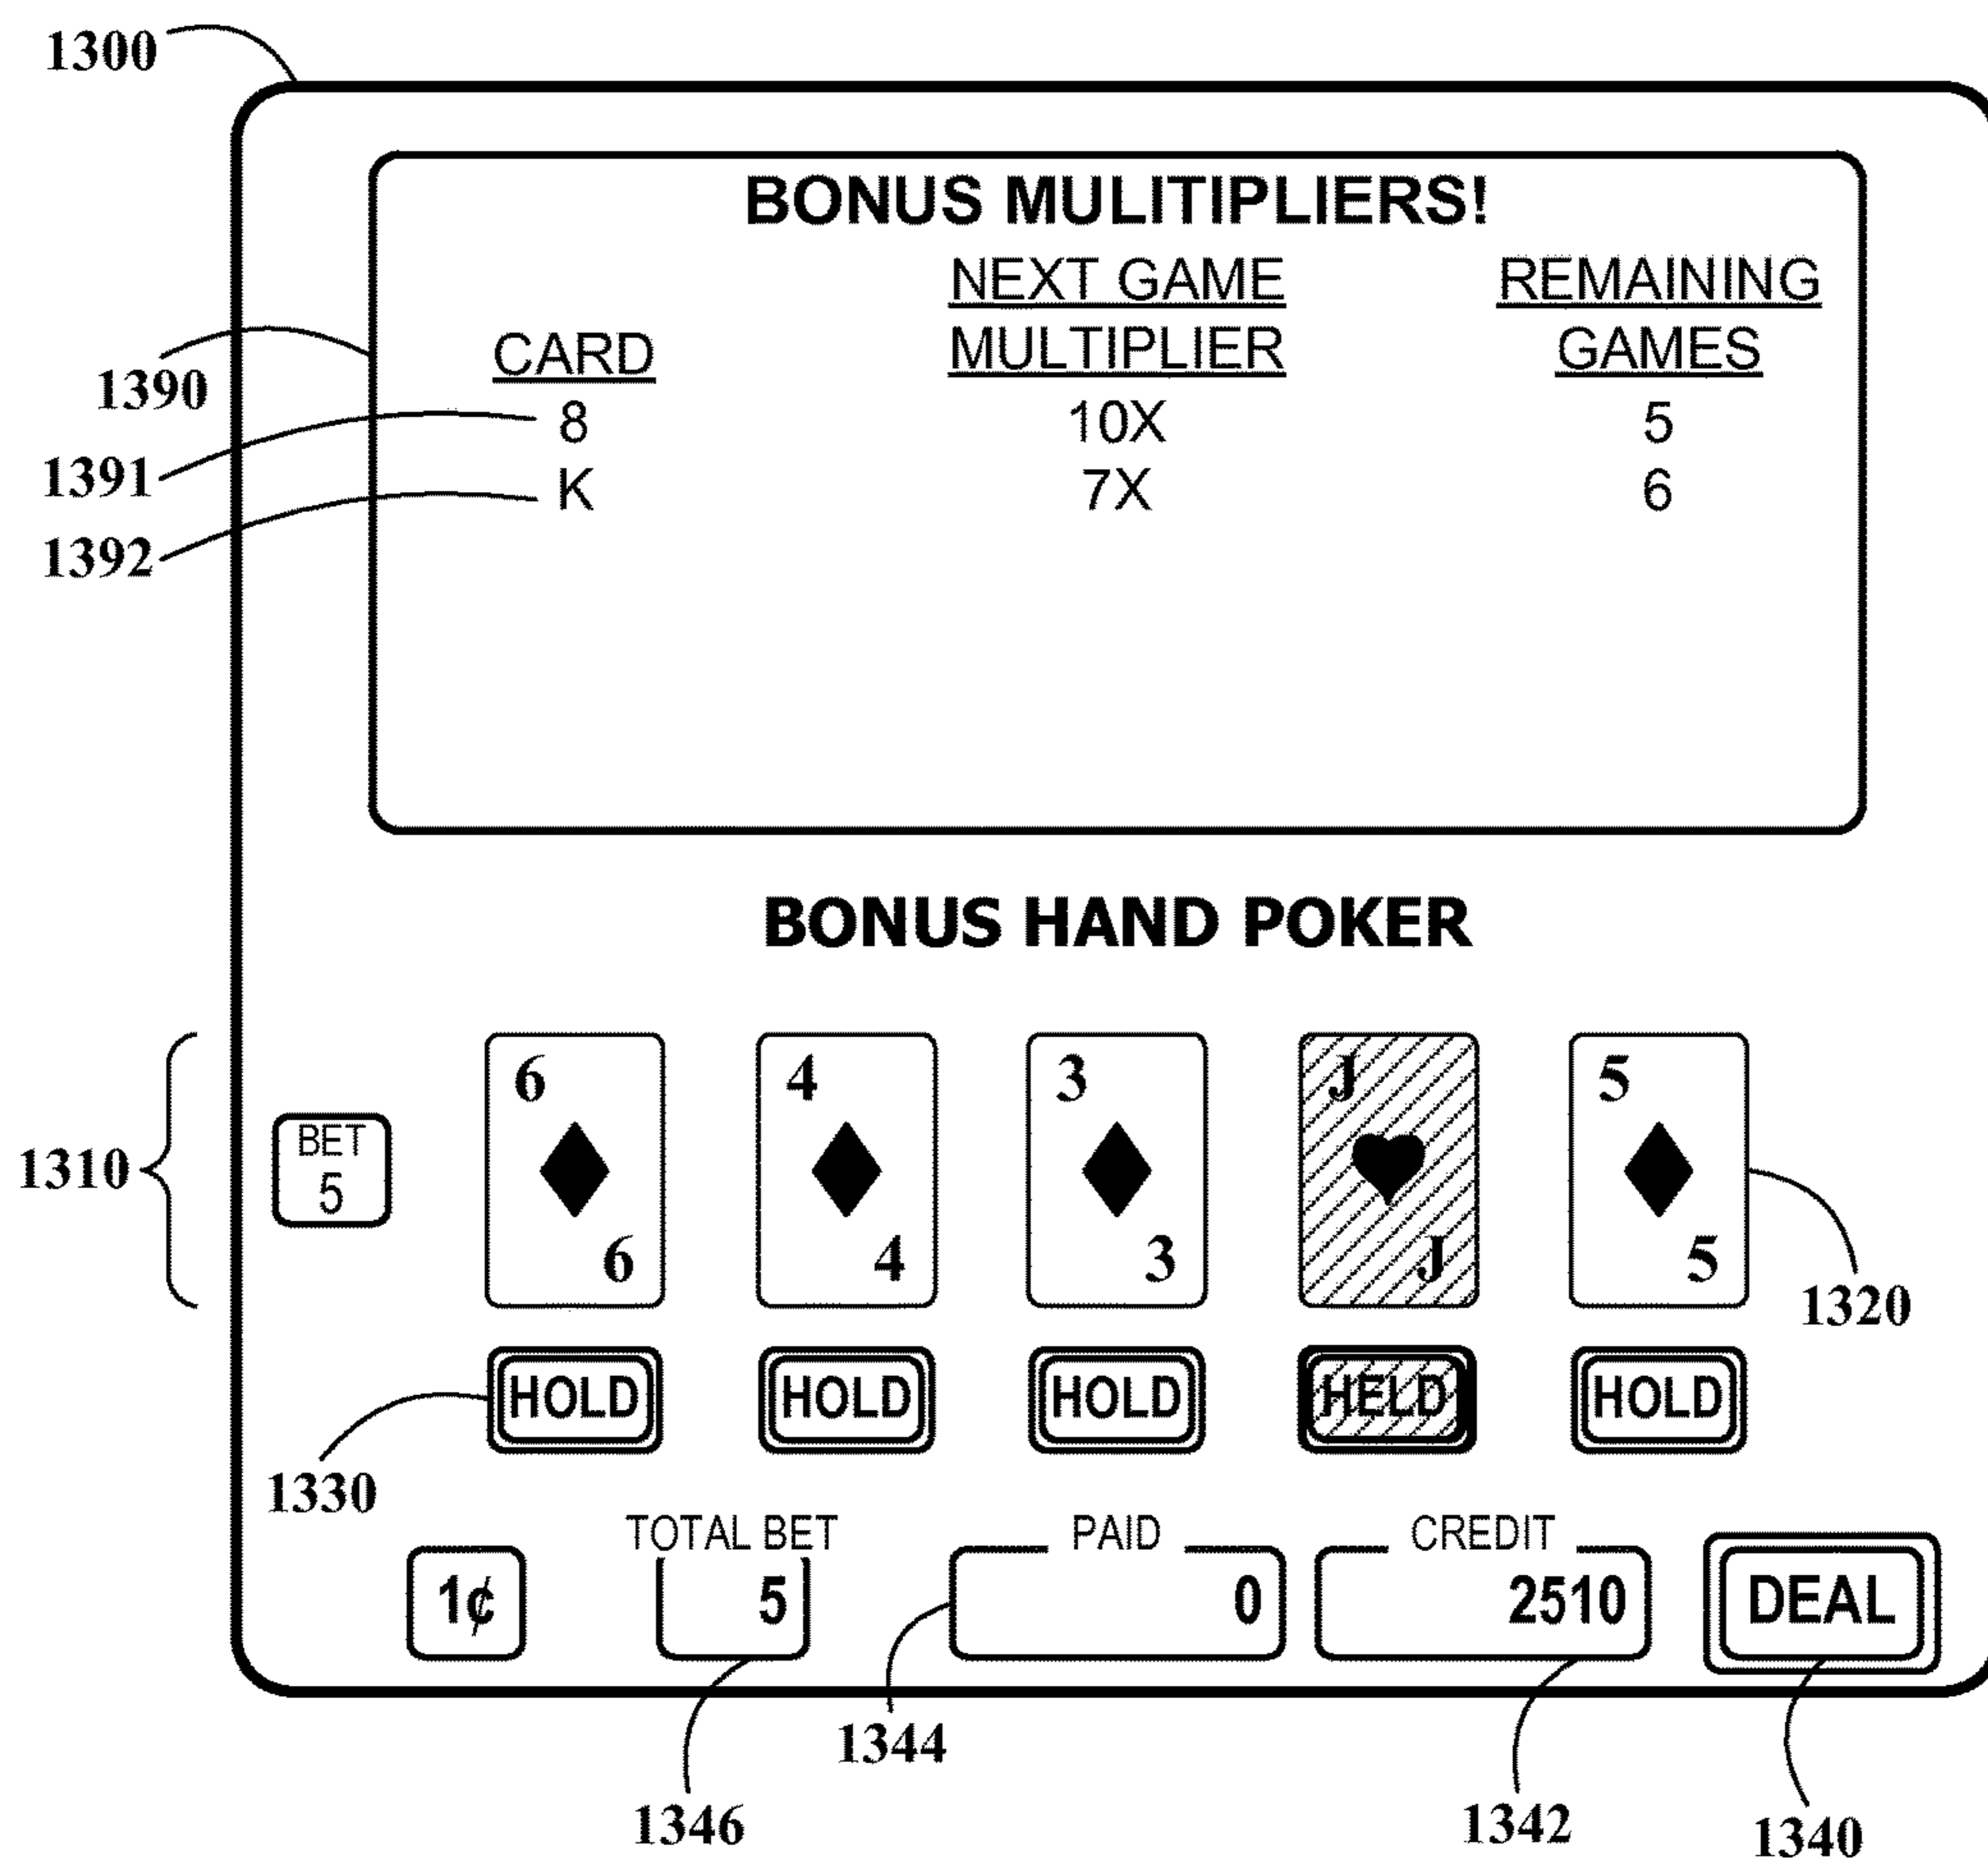 1300
BONUS MULITIPLIERS!
NEXT GAME REMAINING
CARD MULTIPLIER GAMES
1390
8 10X 5
1391
K 7X 6
1392
BONUS HAND POKER
6 4 3 J 5
1310
BET
5
6 4 3 J 5
1320
HOLD HOLD HOLD HELD HOLD
1330
TOTAL BET PAID CREDIT
1¢ 5 0 2510 DEAL
1344
1346 1342 1340